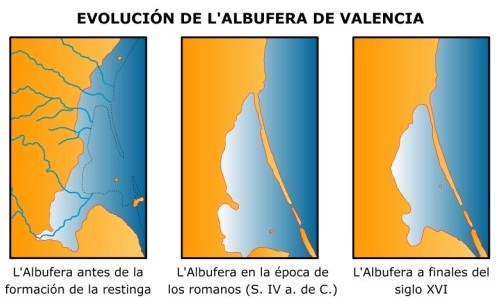 EVOLUCIÓN DE L'ALBUFERA DE VALENCIA
L'Albufera antes de la
formación de la restinga
L'Albufera en la época de
los romanos (S. IV a. de C.)
L'Albufera a finales del
siglo XVI